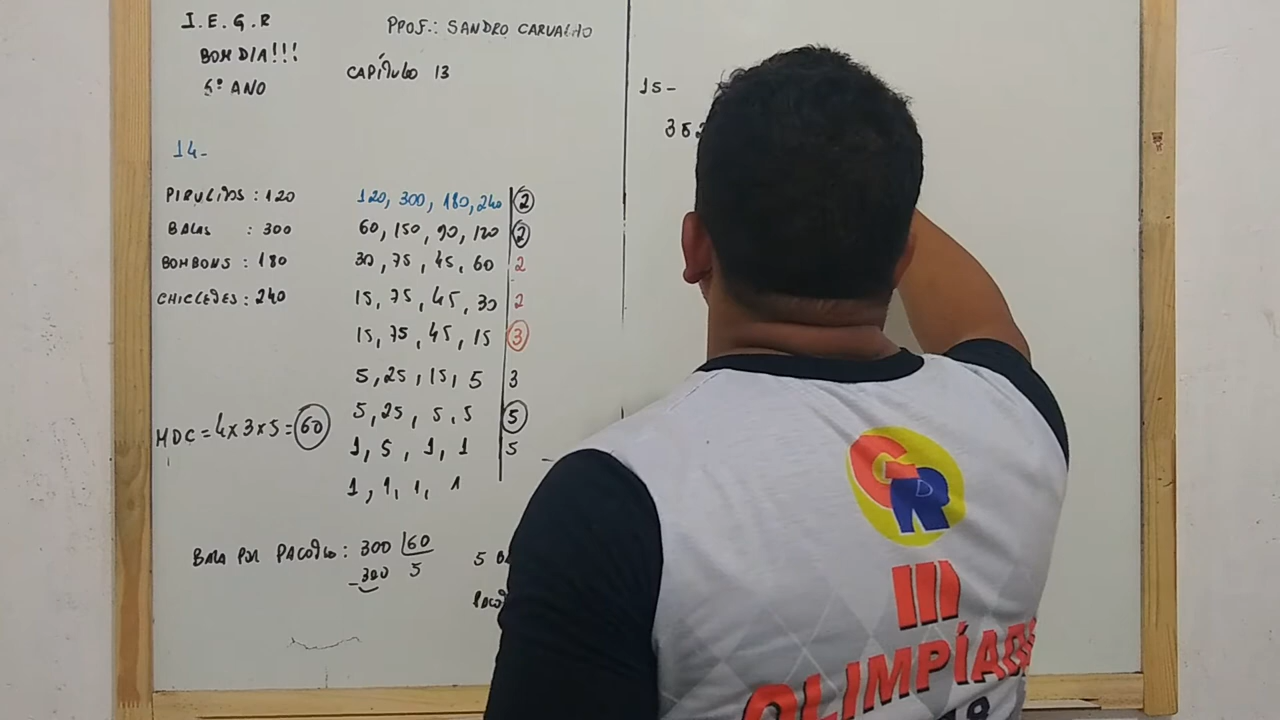 I.E.G.R
PROF.: SANDRO CARVALHO
BOM DIA!!!
CAPÍTULO 13
6º ANO
14-
PIRULITOS : 120
BALAS : 300
BOMBONS : 180
CHICLETES : 240
120, 300, 180, 240 | 2
60, 150, 90, 120 | 2
30, 75, 45, 60 | 2
15, 75, 45, 30 | 2
15, 75, 45, 15 | 3
5, 25, 15, 5 | 3
5, 25, 5, 5 | 5
1, 5, 1, 1 | 5
1, 1, 1, 1
MDC = 4x3x5 = 60
BALA POR PACOTE : 300 |60
-300 5
5
15-
III
OLIMPÍADA